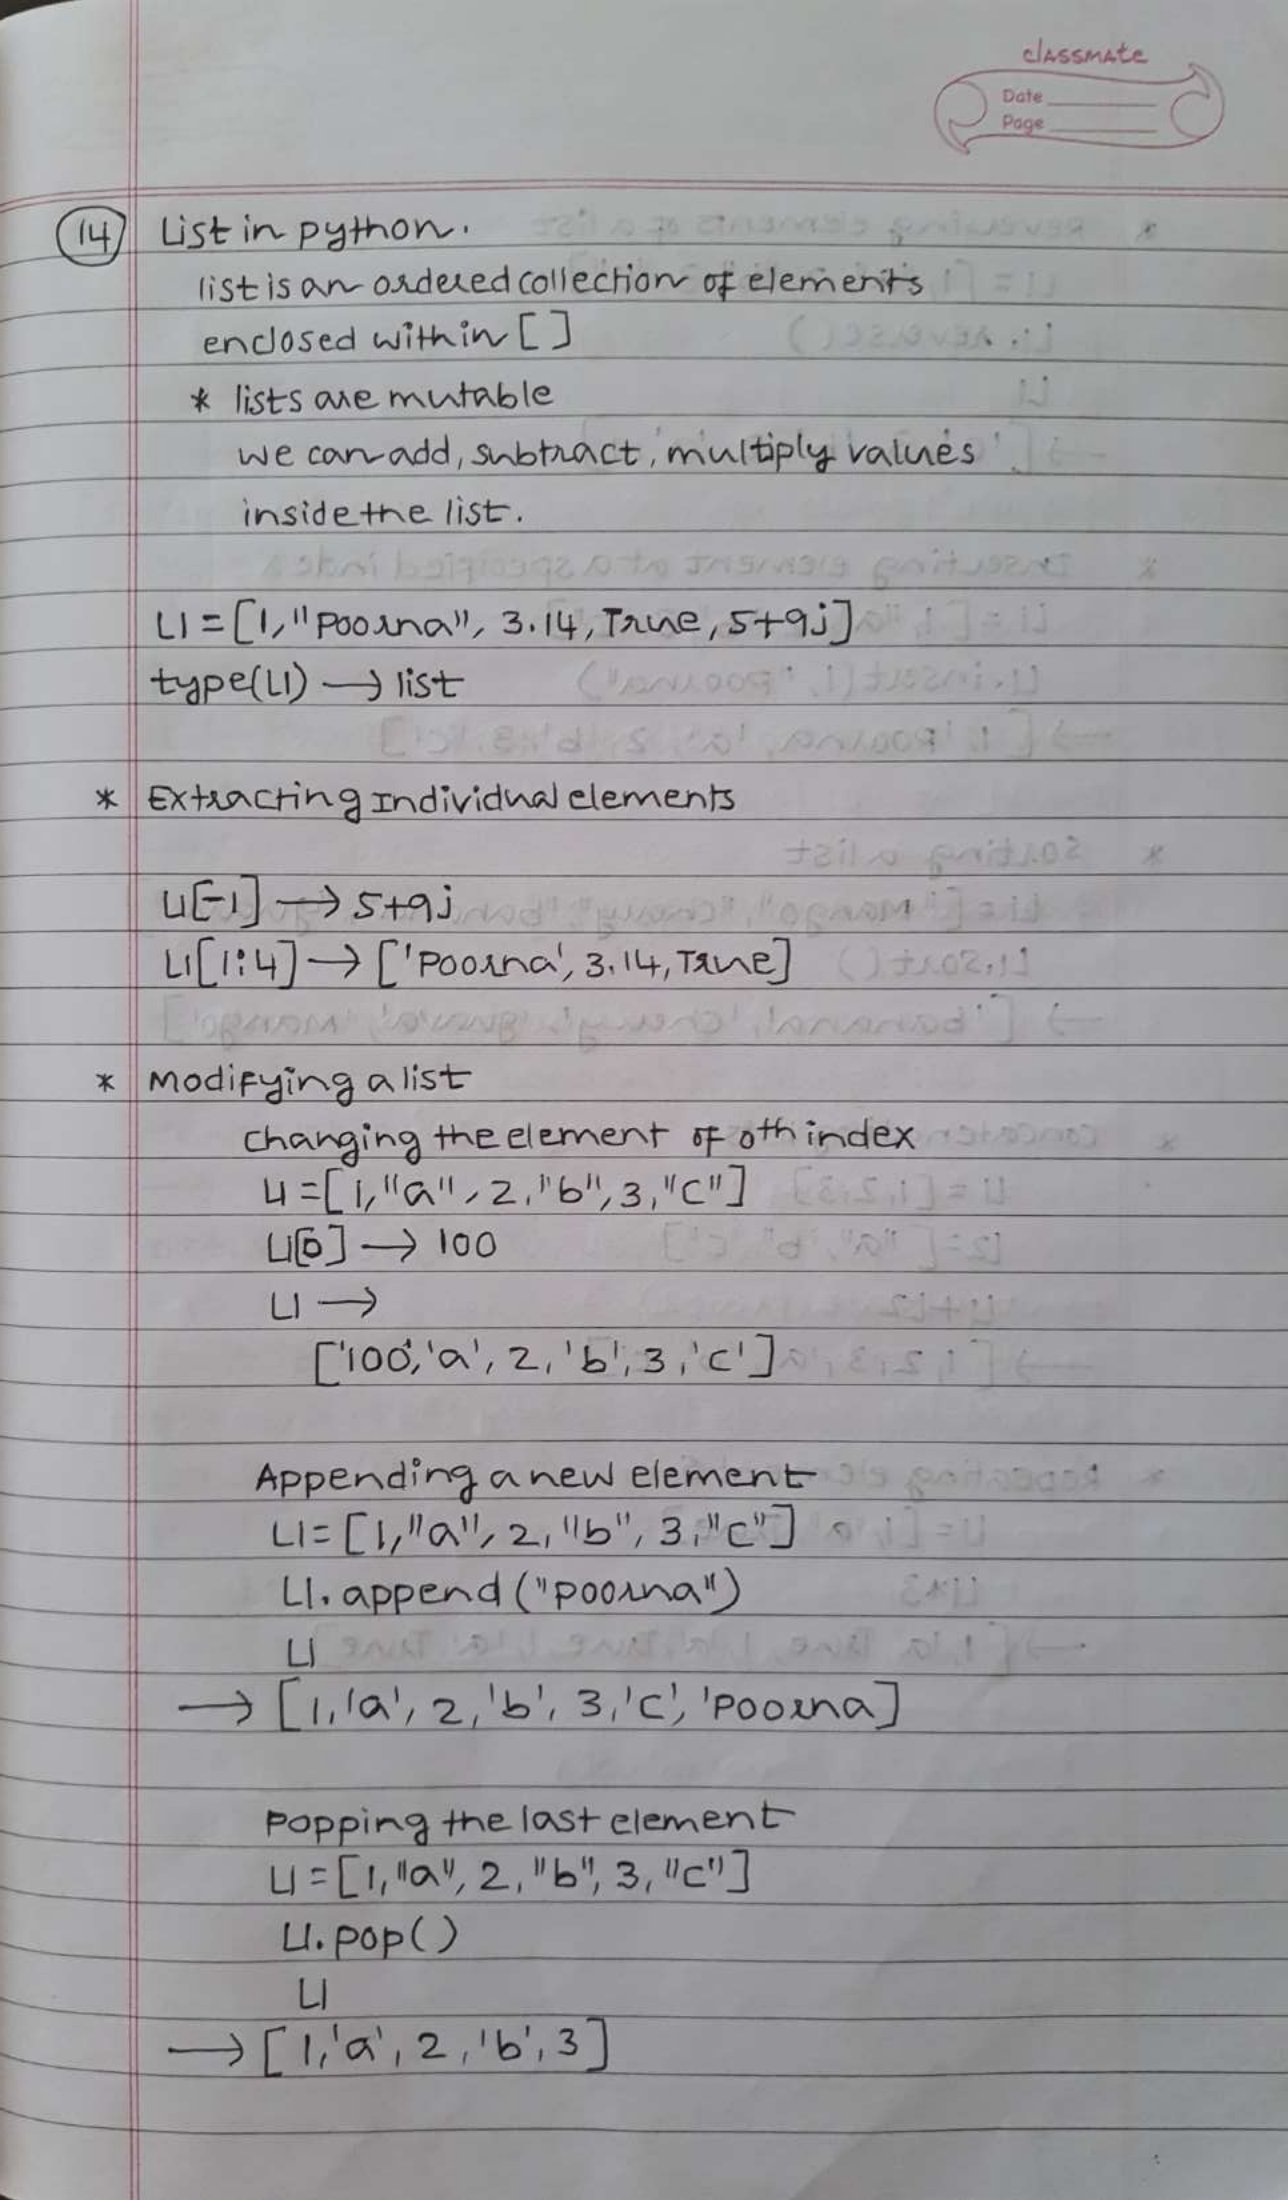 classmate
Date
Page
14 List in python.
list is an ordered collection of elements
enclosed within [ ]
* lists are mutable
we can add, subtract, multiply values
inside the list.
L1 = [1, "Poorna", 3.14, True, 5+9j]
type(L1) → list
* Extracting Individual elements
L1[-1] → 5+9j
L1[1:4] → ['Poorna', 3.14, True]
* Modifying a list
changing the element of 0th index
L1 = [1, "a", 2, "b", 3, "c"]
L1[0] → 100
L1 →
['100', 'a', 2, 'b', 3, 'c']
Appending a new element
L1 = [1, "a", 2, "b", 3, "c"]
L1. append ("poorna")
L1
→ [1, 'a', 2, 'b', 3, 'c', 'Poorna]
Popping the last element
L1 = [1, "a", 2, "b", 3, "c"]
L1. pop()
L1
→ [1, 'a', 2, 'b', 3]